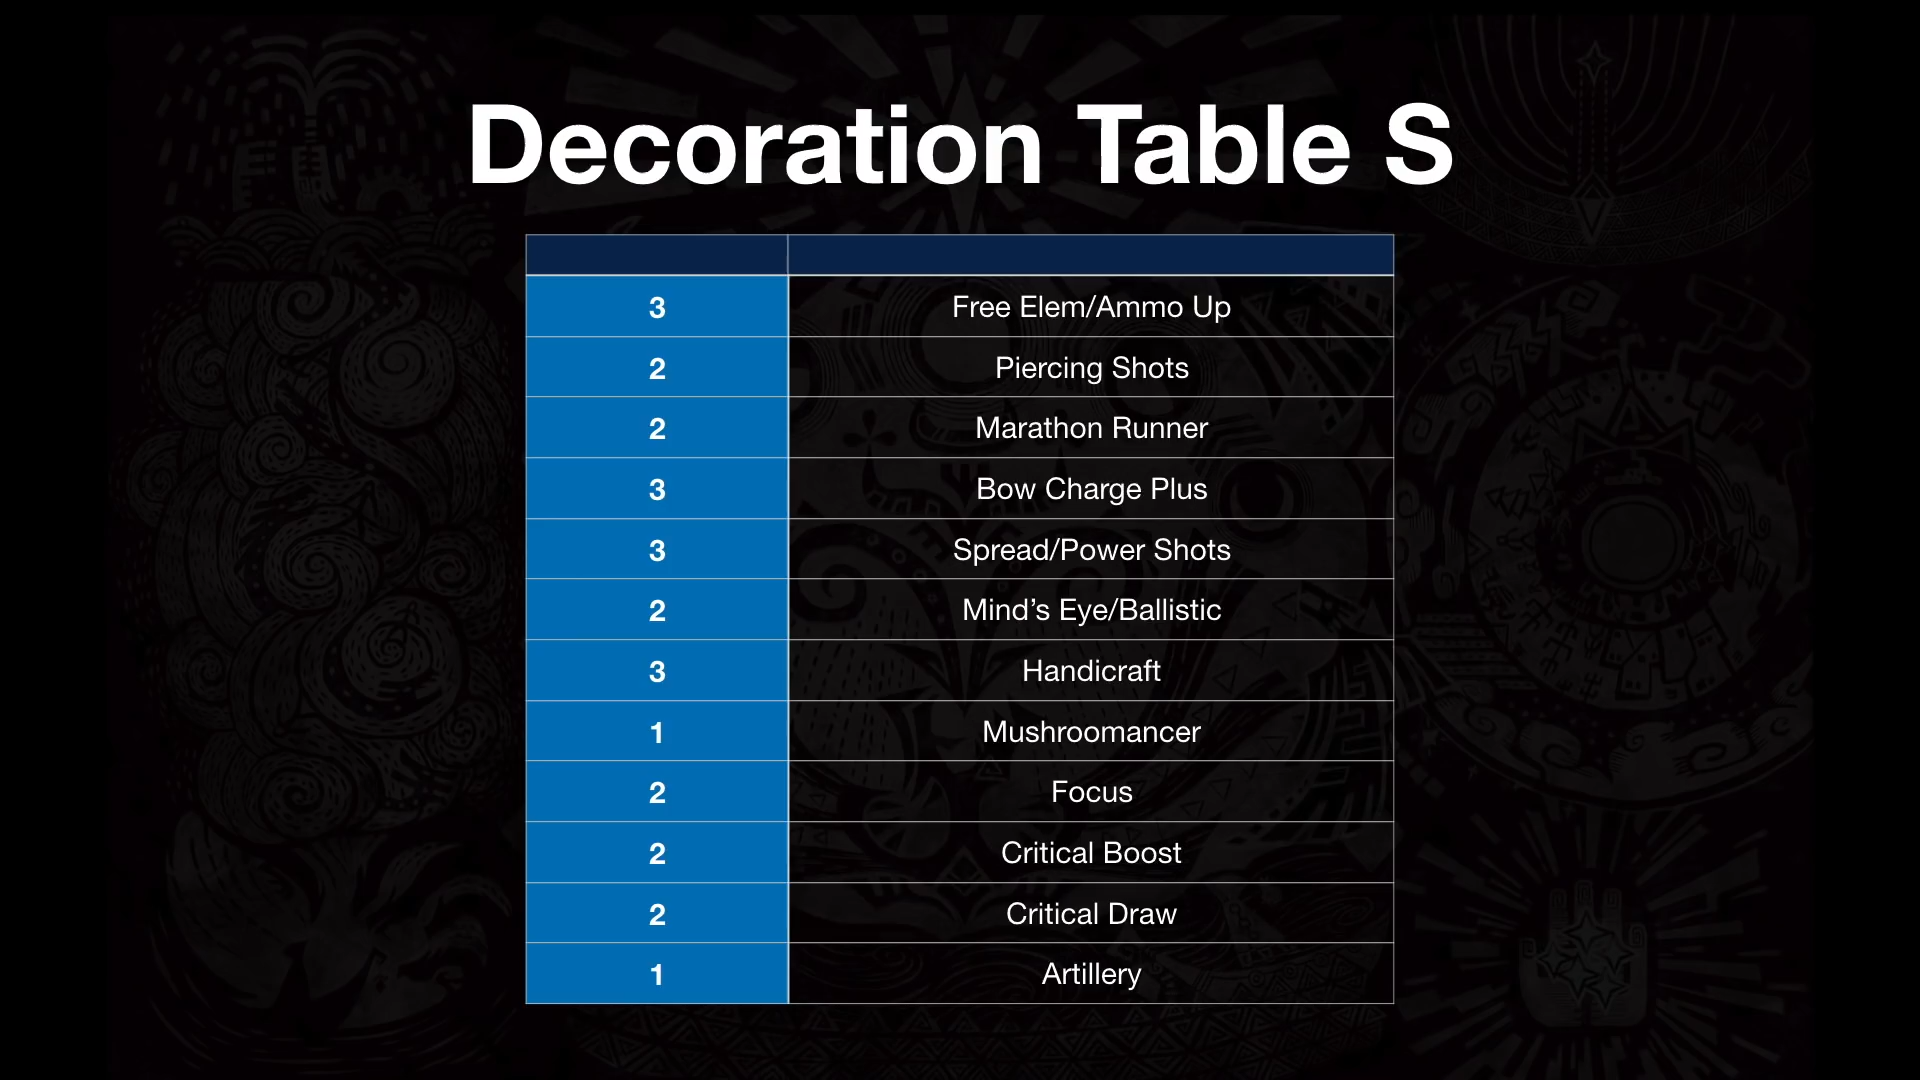 Decoration Table S
3 Free Elem/Ammo Up
2 Piercing Shots
2 Marathon Runner
3 Bow Charge Plus
3 Spread/Power Shots
2 Mind’s Eye/Ballistic
3 Handicraft
1 Mushroomancer
2 Focus
2 Critical Boost
2 Critical Draw
1 Artillery